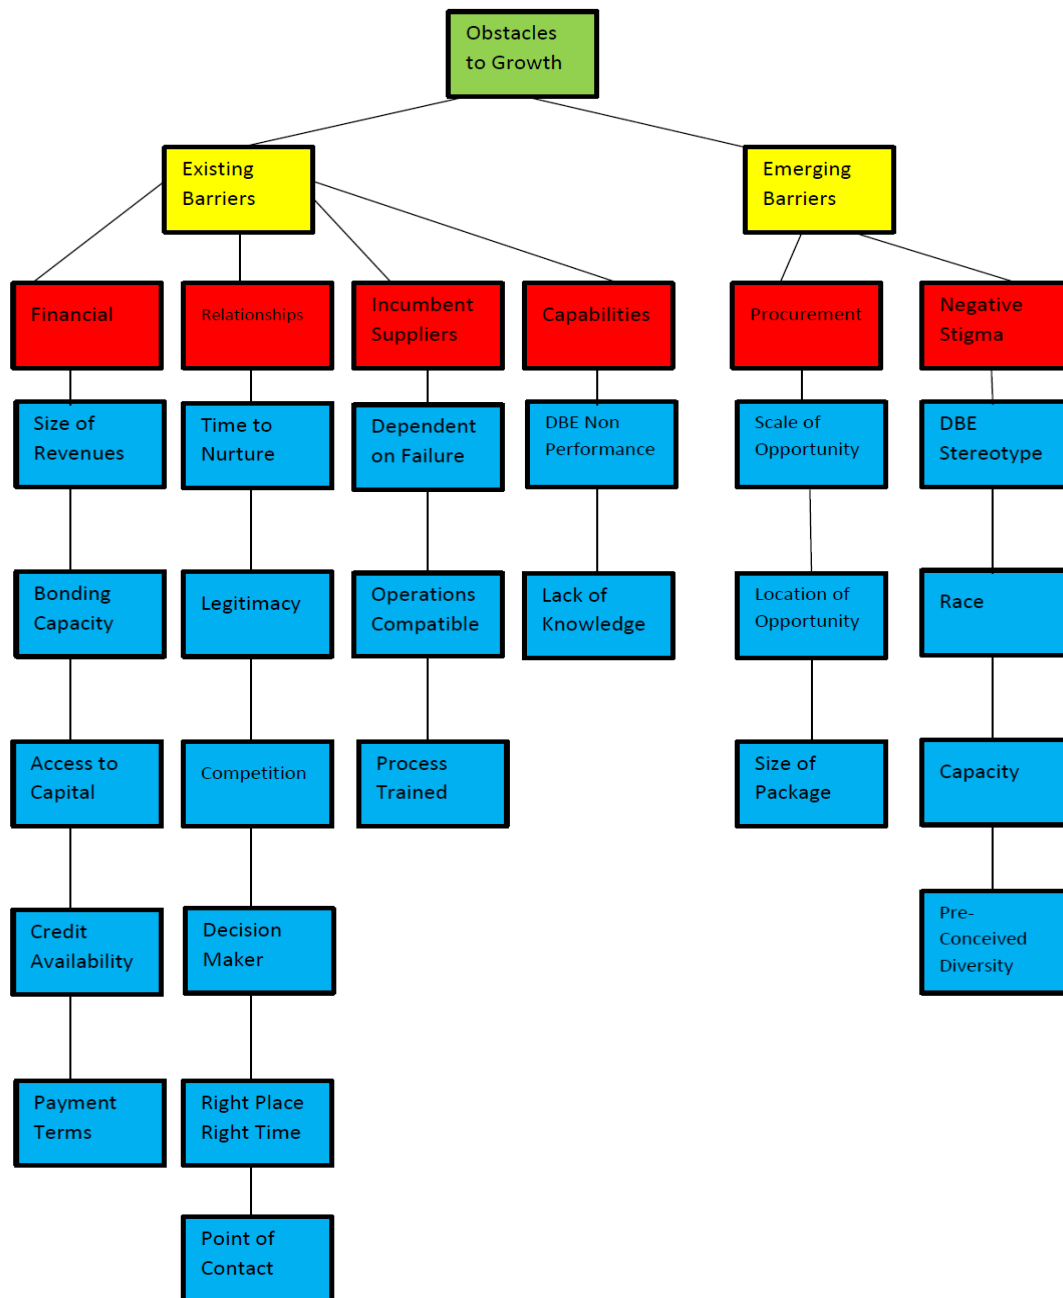 Obstacles
to Growth
Existing
Barriers
Emerging
Barriers
Financial
Relationships
Incumbent
Suppliers
Capabilities
Procurement
Negative
Stigma
Size of
Revenues
Time to
Nurture
Dependent
on Failure
DBE Non
Performance
Scale of
Opportunity
DBE
Stereotype
Bonding
Capacity
Legitimacy
Operations
Compatible
Lack of
Knowledge
Location of
Opportunity
Race
Access to
Capital
Competition
Process
Trained
Size of
Package
Capacity
Credit
Availability
Decision
Maker
Pre-
Conceived
Diversity
Payment
Terms
Right Place
Right Time
Point of
Contact